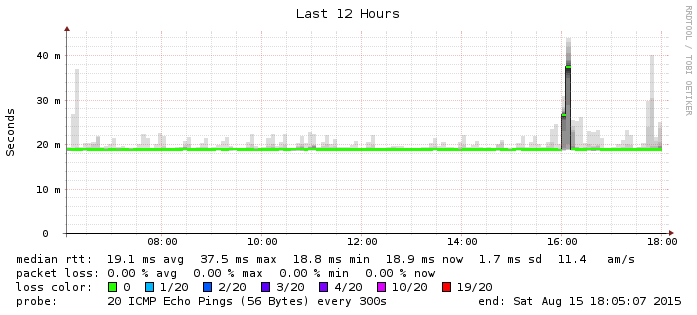 Last 12 Hours
RRDTOOL / TOBI OETIKER
Seconds
40 m
30 m
20 m
10 m
0
08:00 10:00 12:00 14:00 16:00 18:00
median rtt: 19.1 ms avg 37.5 ms max 18.8 ms min 18.9 ms now 1.7 ms sd 11.4 am/s
packet loss: 0.00 % avg 0.00 % max 0.00 % min 0.00 % now
loss color: 0 1/20 2/20 3/20 4/20 10/20 19/20
probe: 20 ICMP Echo Pings (56 Bytes) every 300s end: Sat Aug 15 18:05:07 2015